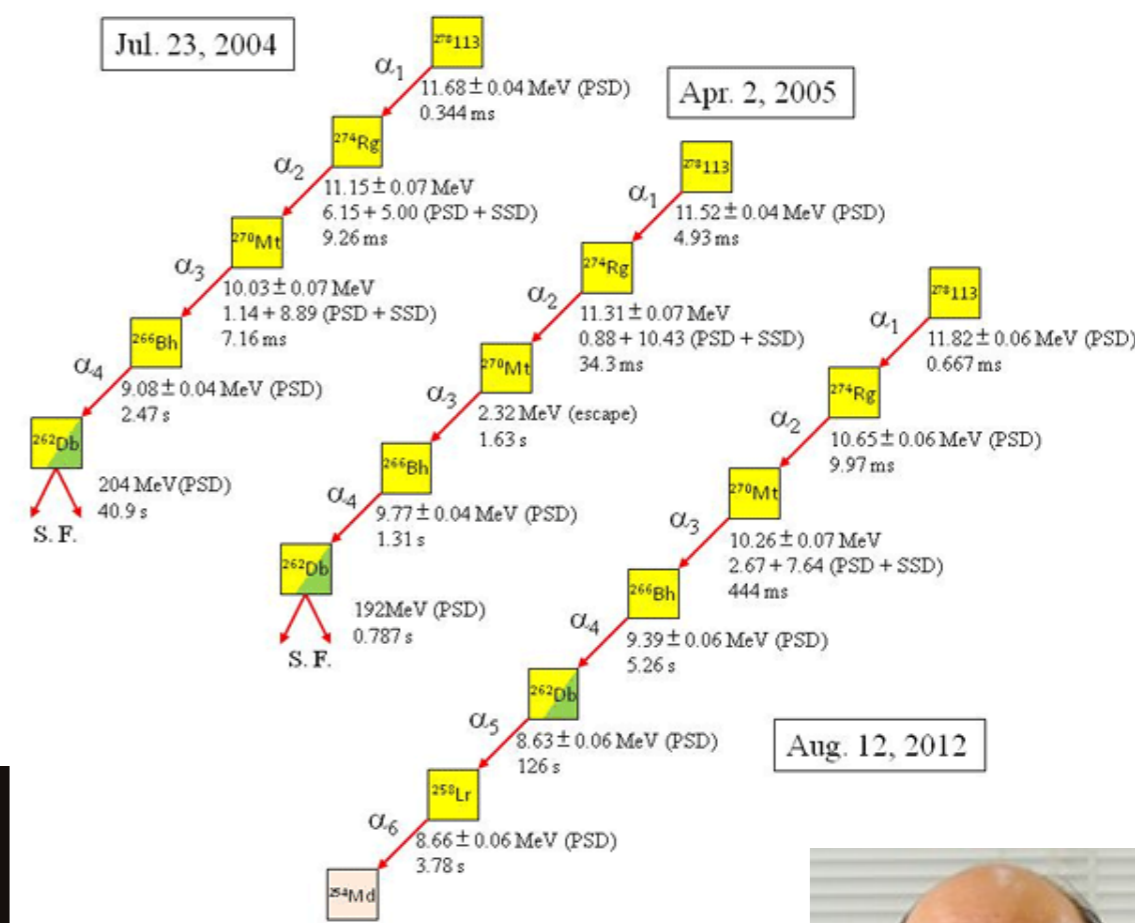 Jul. 23, 2004
²⁷⁸113
α₁
11.68 ± 0.04 MeV (PSD)
0.344 ms
²⁷⁴Rg
α₂
11.15 ± 0.07 MeV
6.15 + 5.00 (PSD + SSD)
9.26 ms
²⁷⁰Mt
α₃
10.03 ± 0.07 MeV
1.14 + 8.89 (PSD + SSD)
7.16 ms
²⁶⁶Bh
α₄
9.08 ± 0.04 MeV (PSD)
2.47 s
²⁶²Db
204 MeV(PSD)
40.9 s
S. F.
Apr. 2, 2005
²⁷⁸113
α₁
11.52 ± 0.04 MeV (PSD)
4.93 ms
²⁷⁴Rg
α₂
11.31 ± 0.07 MeV
0.88 + 10.43 (PSD + SSD)
34.3 ms
²⁷⁰Mt
α₃
2.32 MeV (escape)
1.63 s
²⁶⁶Bh
α₄
9.77 ± 0.04 MeV (PSD)
1.31 s
²⁶²Db
192MeV (PSD)
0.787 s
S. F.
²⁷⁸113
α₁
11.82 ± 0.06 MeV (PSD)
0.667 ms
²⁷⁴Rg
α₂
10.65 ± 0.06 MeV (PSD)
9.97 ms
²⁷⁰Mt
α₃
10.26 ± 0.07 MeV
2.67 + 7.64 (PSD + SSD)
444 ms
²⁶⁶Bh
α₄
9.39 ± 0.06 MeV (PSD)
5.26 s
²⁶²Db
α₅
8.63 ± 0.06 MeV (PSD)
126 s
Aug. 12, 2012
²⁵⁸Lr
α₆
8.66 ± 0.06 MeV (PSD)
3.78 s
²⁵⁴Md